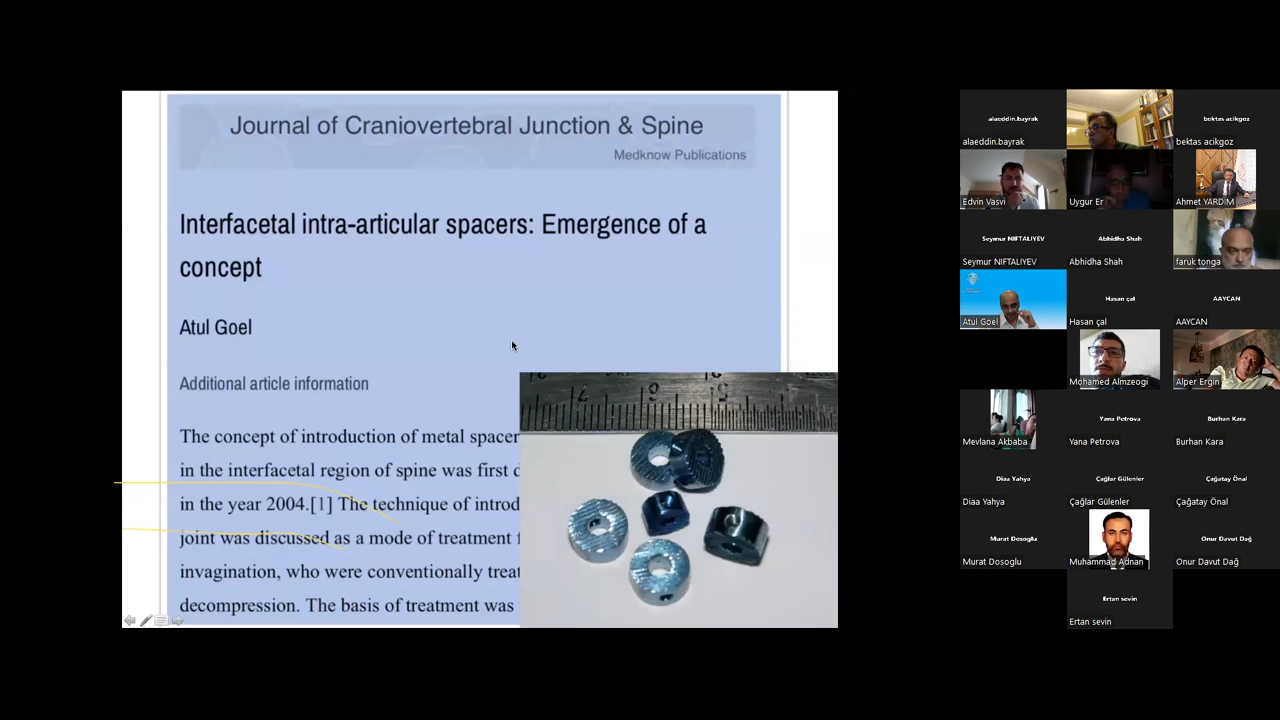 Journal of Craniovertebral Junction & Spine
Medknow Publications
Interfacetal intra-articular spacers: Emergence of a
concept
Atul Goel
Additional article information
The concept of introduction of metal spacer
in the interfacetal region of spine was first d
in the year 2004.[1] The technique of introd
joint was discussed as a mode of treatment f
invagination, who were conventionally treat
decompression. The basis of treatment was
alaeddin.bayrak
alaeddin.bayrak
bektas acikgoz
bektas acikgoz
Edvin Vasvi
Uygur Er
Ahmet YARDIM
Seymur NIFTALIYEV
Seymur NIFTALIYEV
Abhidha Shah
Abhidha Shah
faruk tonga
Atul Goel
Hasan çal
Hasan çal
AAYCAN
AAYCAN
Mohamed Almzeogi
Alper Ergin
Mevlana Akbaba
Yana Petrova
Yana Petrova
Burhan Kara
Burhan Kara
Diaa Yahya
Diaa Yahya
Çağlar Gülenler
Çağlar Gülenler
Çağatay Önal
Çağatay Önal
Murat Dosoglu
Murat Dosoglu
Muhammad Adnan
Onur Davut Dağ
Onur Davut Dağ
Ertan sevin
Ertan sevin